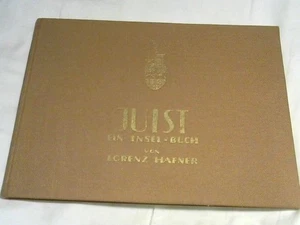 JUIST
EIN INSEL-BUCH
VON
LORENZ HAFNER